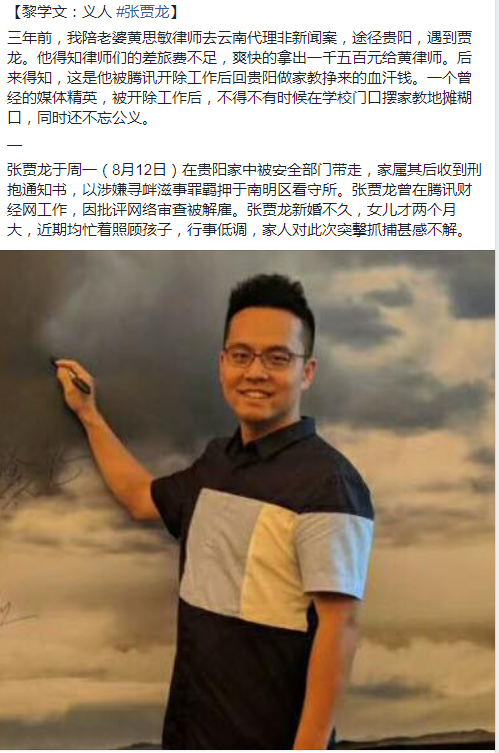 【黎学文：义人 #张贾龙】
三年前，我陪老婆黄思敏律师去云南代理非新闻案，途径贵阳，遇到贾
龙。他得知律师们的差旅费不足，爽快的拿出一千五百元给黄律师。后
来得知，这是他被腾讯开除工作后回贵阳做家教挣来的血汗钱。一个曾
经的媒体精英，被开除工作后，不得不有时候在学校门口摆家教地摊糊
口，同时还不忘公义。
—
张贾龙于周一（8月12日）在贵阳家中被安全部门带走，家属其后收到刑
拘通知书，以涉嫌寻衅滋事罪羁押于南明区看守所。张贾龙曾在腾讯财
经网工作，因批评网络审查被解雇。张贾龙新婚不久，女儿才两个月
大，近期均忙着照顾孩子，行事低调，家人对此次突擊抓捕甚感不解。